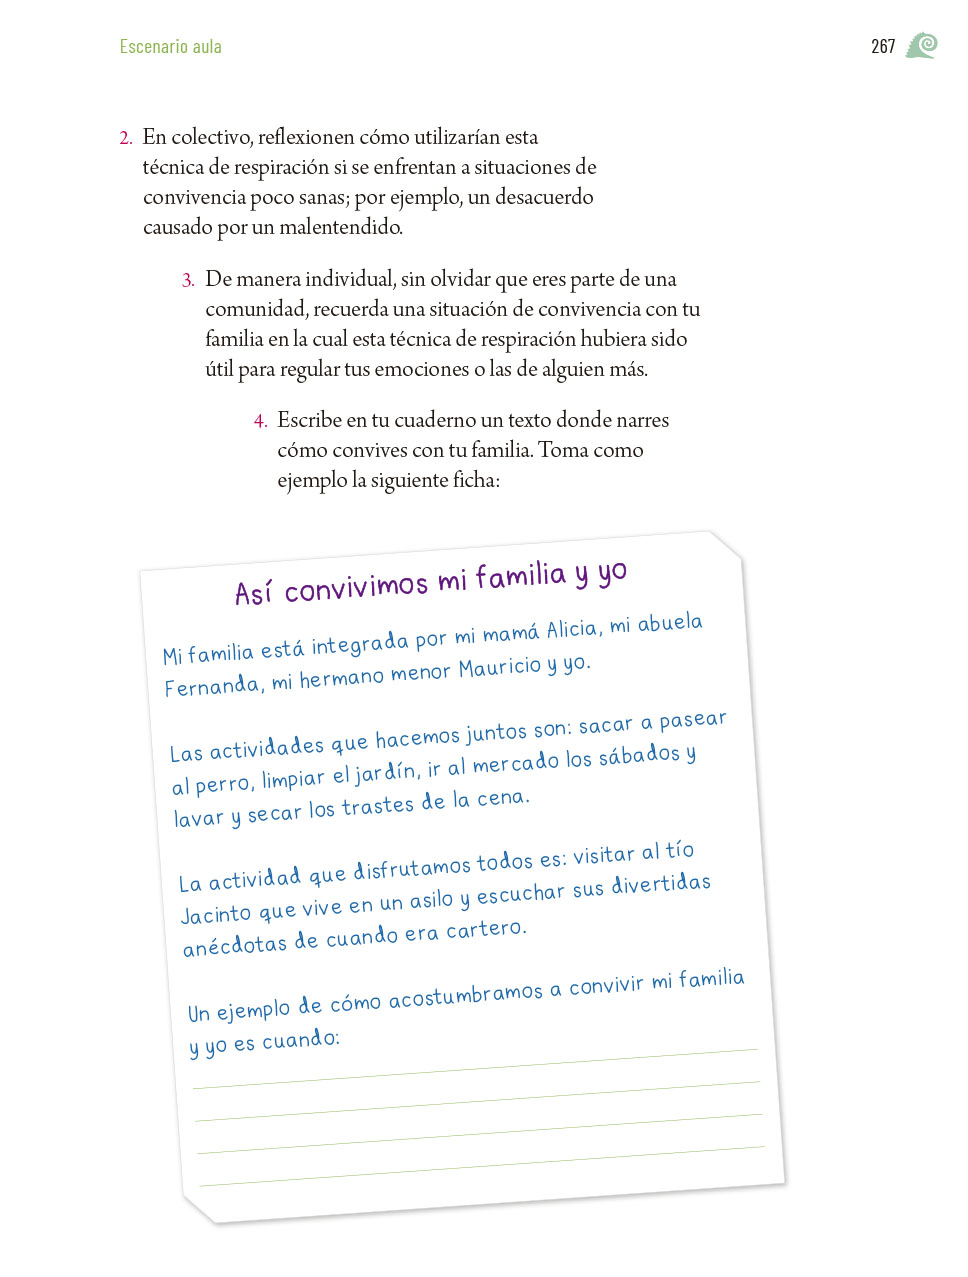 Escenario aula
267
2. En colectivo, reflexionen cómo utilizarían esta
técnica de respiración si se enfrentan a situaciones de
convivencia poco sanas; por ejemplo, un desacuerdo
causado por un malentendido.
3. De manera individual, sin olvidar que eres parte de una
comunidad, recuerda una situación de convivencia con tu
familia en la cual esta técnica de respiración hubiera sido
útil para regular tus emociones o las de alguien más.
4. Escribe en tu cuaderno un texto donde narres
cómo convives con tu familia. Toma como
ejemplo la siguiente ficha:
Así convivimos mi familia y yo
Mi familia está integrada por mi mamá Alicia, mi abuela
Fernanda, mi hermano menor Mauricio y yo.
Las actividades que hacemos juntos son: sacar a pasear
al perro, limpiar el jardín, ir al mercado los sábados y
lavar y secar los trastes de la cena.
La actividad que disfrutamos todos es: visitar al tío
Jacinto que vive en un asilo y escuchar sus divertidas
anécdotas de cuando era cartero.
Un ejemplo de cómo acostumbramos a convivir mi familia
y yo es cuando: